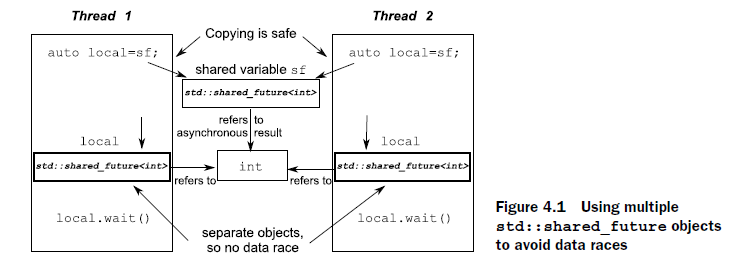 Thread 1
Thread 2
Copying is safe
auto local=sf;
auto local=sf;
shared variable sf
std::shared_future<int>
refers to
asynchronous result
local
local
std::shared_future<int>
int
std::shared_future<int>
refers to
refers to
local.wait()
local.wait()
separate objects,
so no data race
Figure 4.1 Using multiple
std::shared_future objects
to avoid data races